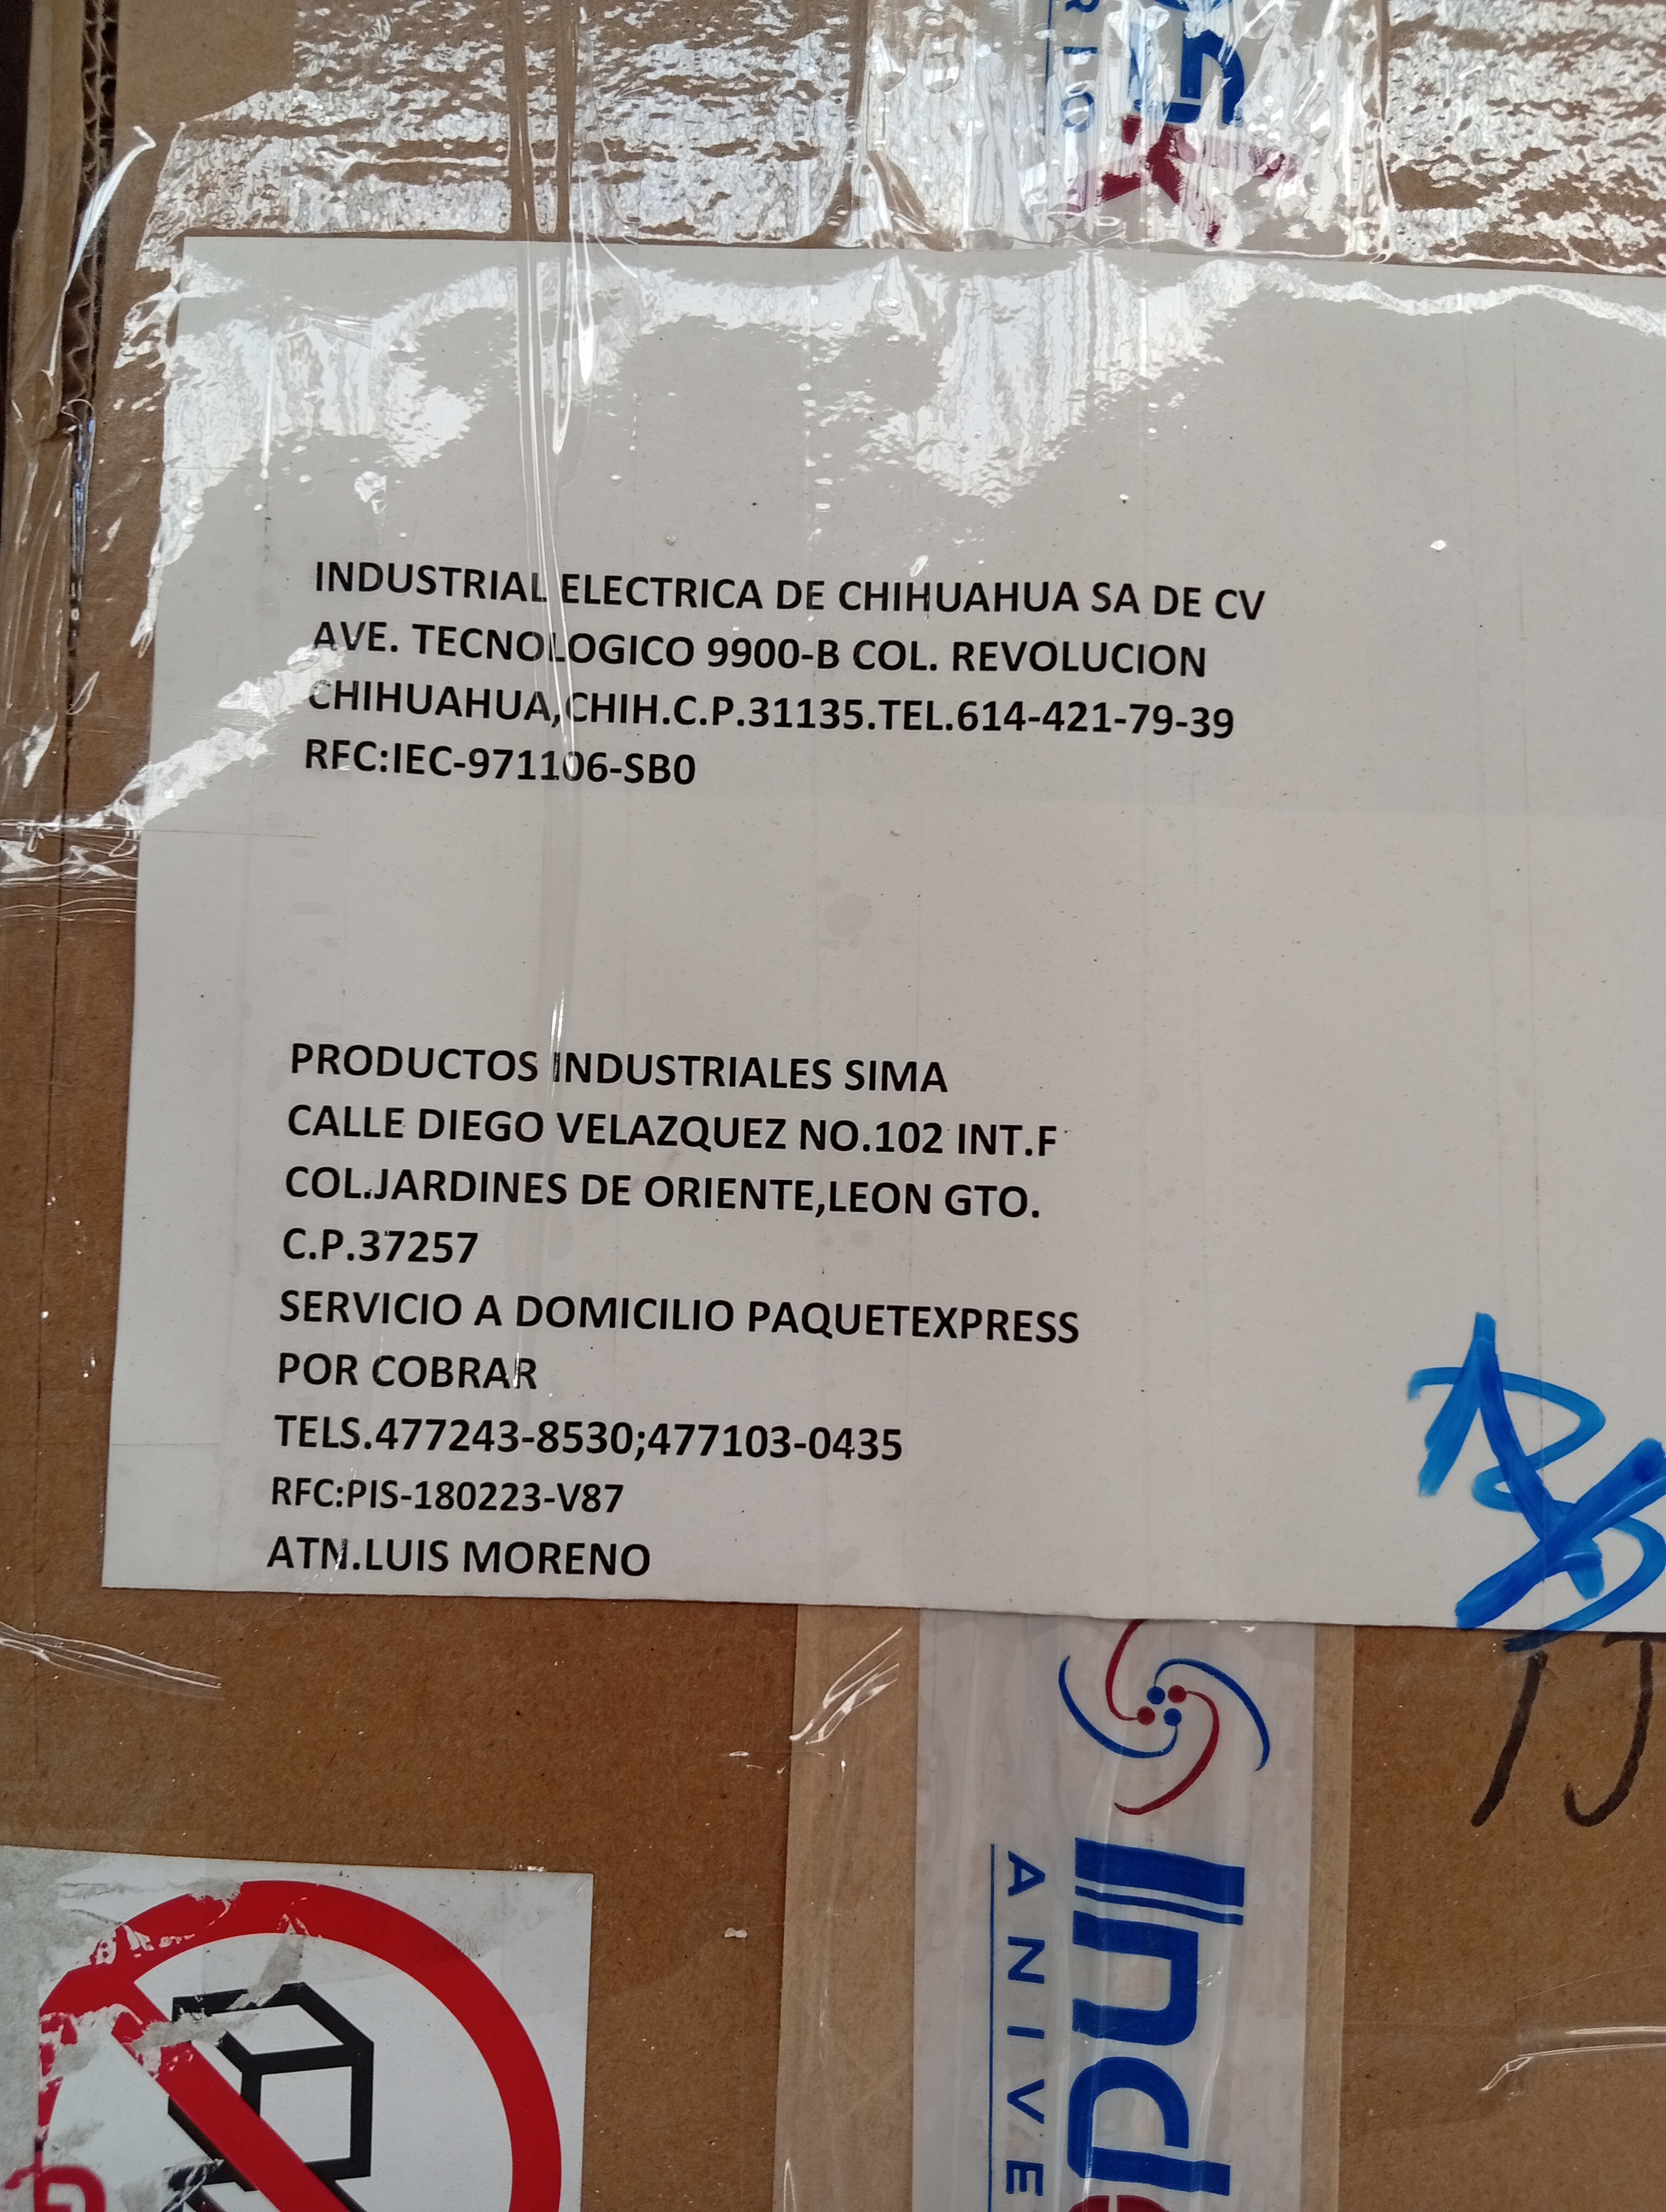 INDUSTRIAL ELECTRICA DE CHIHUAHUA SA DE CV
AVE. TECNOLOGICO 9900-B COL. REVOLUCION
CHIHUAHUA,CHIH.C.P.31135.TEL.614-421-79-39
RFC:IEC-971106-SB0
PRODUCTOS INDUSTRIALES SIMA
CALLE DIEGO VELAZQUEZ NO.102 INT.F
COL.JARDINES DE ORIENTE,LEON GTO.
C.P.37257
SERVICIO A DOMICILIO PAQUETEXPRESS
POR COBRAR
TELS.477243-8530;477103-0435
RFC:PIS-180223-V87
ATN.LUIS MORENO